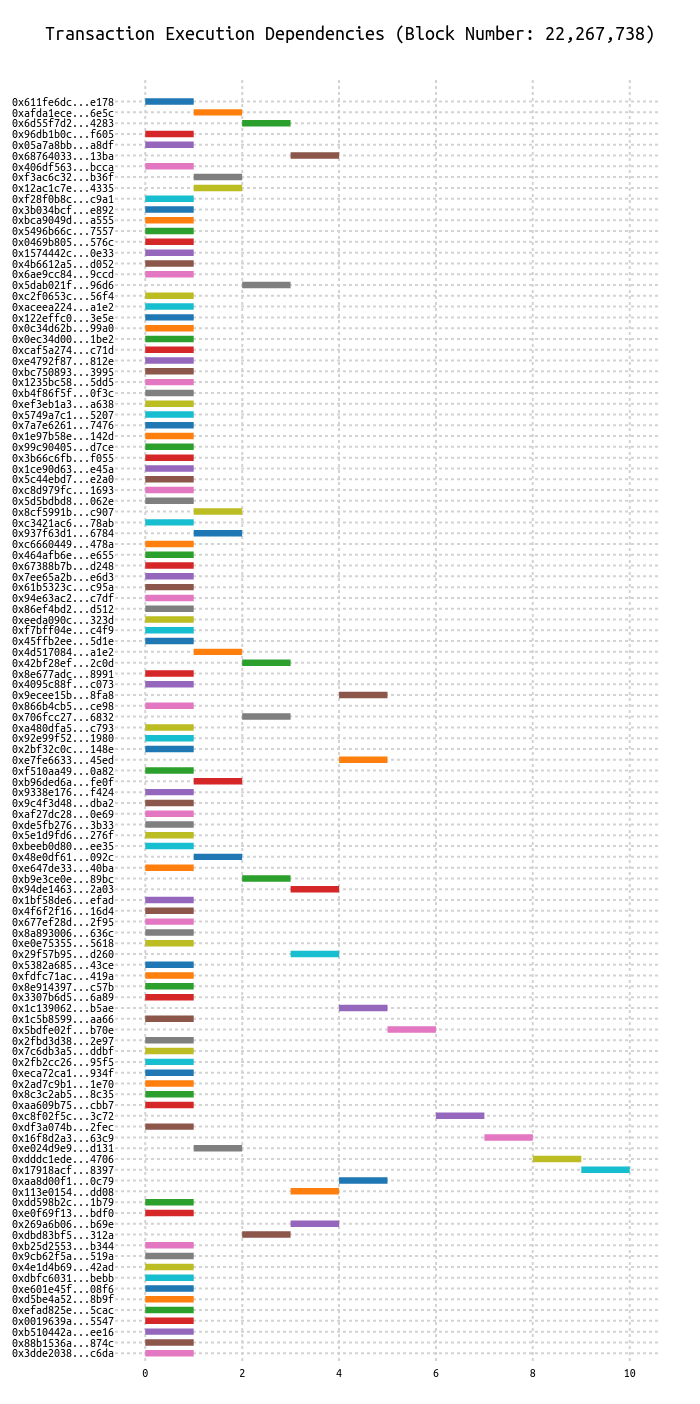 Transaction Execution Dependencies (Block Number: 22,267,738)
0x611fe6dc...e178
0xafda1ece...6e5c
0x6d55f7d2...4283
0x96db1b0c...f605
0x05a7a8bb...a8df
0x68764033...13ba
0x406df563...bcca
0xf3ac6c32...b36f
0x12ac1c7e...4335
0xf28f0b8c...c9a1
0x3b034bcf...e892
0xbca9049d...a555
0x5496b66c...7557
0x0469b805...576c
0x1574442c...0e33
0x4b6612a5...d052
0x6ae9cc84...9ccd
0x5dab021f...96d6
0xc2f0653c...56f4
0xaceea224...a1e2
0x122effc0...3e5e
0x0c34d62b...99a0
0x0ec34d00...1be2
0xcaf5a274...c71d
0xe4792f87...812e
0xbc750893...3995
0x1235bc58...5dd5
0xb4f86f5f...0f3c
0xef3eb1a3...a638
0x5749a7c1...5207
0x7a7e6261...7476
0x1e97b58e...142d
0x99c90405...d7ce
0x3b66c6fb...f055
0x1ce90d63...e45a
0x5c44ebd7...e2a0
0xc8d979fc...1693
0x5d5bdbd8...062e
0x8cf5991b...c907
0xc3421ac6...78ab
0x937f63d1...6784
0xc6660449...478a
0x464afb6e...e655
0x67388b7b...d248
0x7ee65a2b...e6d3
0x61b5323c...c95a
0x94e63ac2...c7df
0x86ef4bd2...d512
0xeeda090c...323d
0xf7bff04e...c4f9
0x45ffb2ee...5d1e
0x4d517084...a1e2
0x42bf28ef...2c0d
0x8e677adc...8991
0x4095c88f...c073
0x9ecee15b...8fa8
0x866b4cb5...ce98
0x706fcc27...6832
0xa480dfa5...c793
0x92e99f52...1980
0x2bf32c0c...148e
0xe7fe6633...45ed
0xf510aa49...0a82
0xb96ded6a...fe0f
0x9338e176...f424
0x9c4f3d48...dba2
0xaf27dc28...0e69
0xde5fb276...3b33
0x5e1d9fd6...276f
0xbeeb0d80...ee35
0x48e0df61...092c
0xe647de33...40ba
0xb9e3ce0e...89bc
0x94de1463...2a03
0x1bf58de6...efad
0x4f6f2f16...16d4
0x677ef28d...2f95
0x8a893006...636c
0xe0e75355...5618
0x29f57b95...d260
0x5382a685...43ce
0xfdfc71ac...419a
0x8e914397...c57b
0x3307b6d5...6a89
0x1c139062...b5ae
0x1c5b8599...aa66
0x5bdfe02f...b70e
0x2fbd3d38...2e97
0x7c6db3a5...ddbf
0x2fb2cc26...95f5
0xeca72ca1...934f
0x2ad7c9b1...1e70
0x8c3c2ab5...8c35
0xaa609b75...cbb7
0xc8f02f5c...3c72
0xdf3a074b...2fec
0x16f8d2a3...63c9
0xe024d9e9...d131
0xdddc1ede...4706
0x17918acf...8397
0xaa8d00f1...0c79
0x113e0154...dd08
0xdd598b2c...1b79
0xe0f69f13...bdf0
0x269a6b06...b69e
0xdbd83bf5...312a
0xb25d2553...b344
0x9cb62f5a...519a
0x4e1d4b69...42ad
0xdbfc6031...bebb
0xe601e45f...08f6
0xd5be4a52...8b9f
0xefad825e...5cac
0x0019639a...5547
0xb510442a...ee16
0x88b1536a...874c
0x3dde2038...c6da
0 2 4 6 8 10